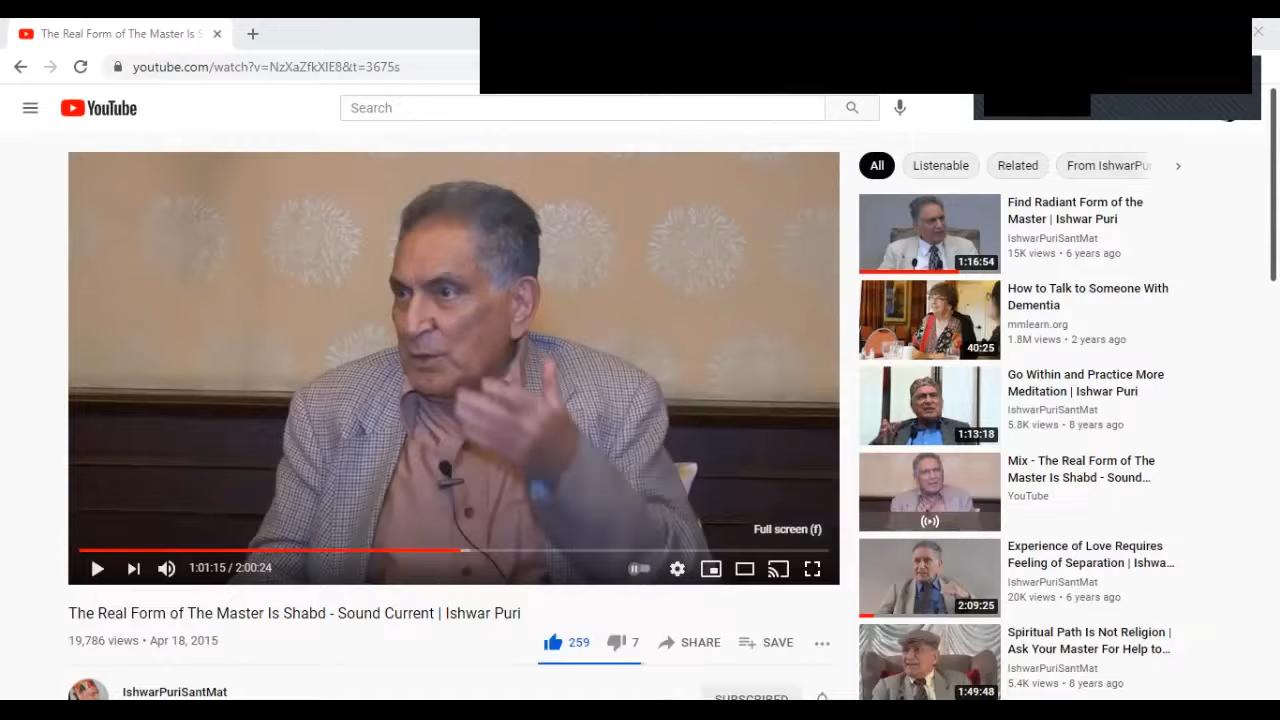 The Real Form of The Master Is S
youtube.com/watch?v=NzXaZfkXlE8&t=3675s
YouTube
Search
All
Listenable
Related
From IshwarPur
Full screen (f)
1:01:15 / 2:00:24
The Real Form of The Master Is Shabd - Sound Current | Ishwar Puri
19,786 views • Apr 18, 2015
259
7
SHARE
SAVE
IshwarPuriSantMat
SUBSCRIBED
1:16:54
Find Radiant Form of the
Master | Ishwar Puri
IshwarPuriSantMat
15K views • 6 years ago
40:25
How to Talk to Someone With
Dementia
mmlearn.org
1.8M views • 2 years ago
1:13:18
Go Within and Practice More
Meditation | Ishwar Puri
IshwarPuriSantMat
5.8K views • 8 years ago
Mix - The Real Form of The
Master Is Shabd - Sound...
YouTube
2:09:25
Experience of Love Requires
Feeling of Separation | Ishwa...
IshwarPuriSantMat
20K views • 6 years ago
1:49:48
Spiritual Path Is Not Religion |
Ask Your Master For Help to...
IshwarPuriSantMat
5.4K views • 8 years ago